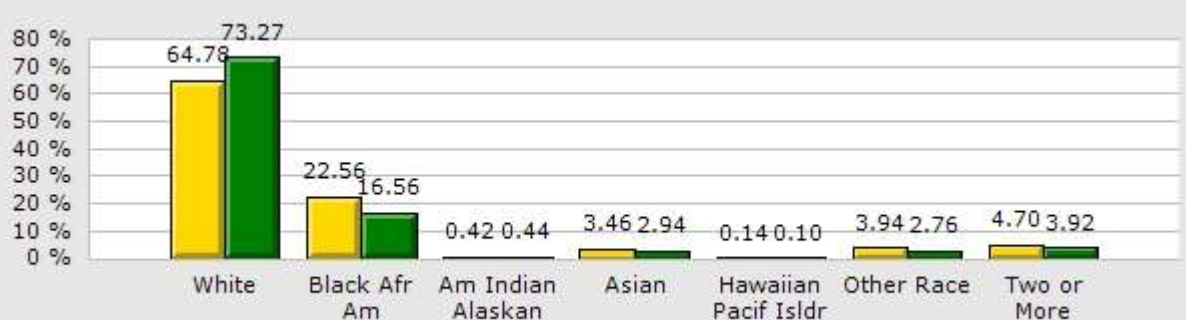 73.27
80 %
64.78
70 %
60 %
50 %
40 %
30 %
22.56
16.56
20 %
10 %
0.42 0.44
3.46 2.94
0.14 0.10
3.94 2.76
4.70 3.92
0 %
White
Black Afr Am
Am Indian Alaskan
Asian
Hawaiian Pacif Isldr
Other Race
Two or More